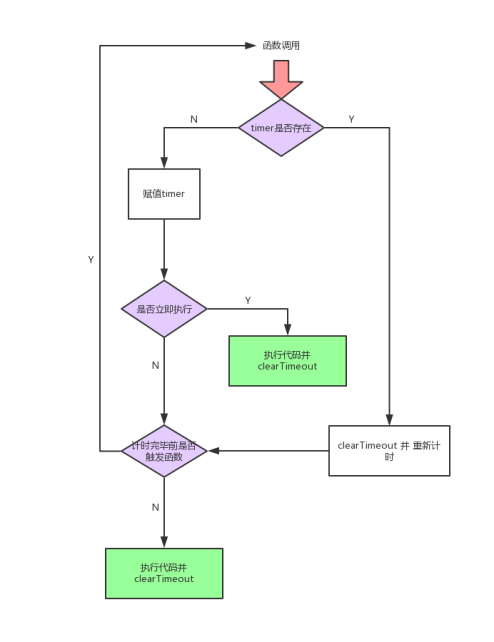 函数调用
N
timer是否存在
Y
赋值timer
Y
是否立即执行
Y
执行代码并
clearTimeout
N
计时完毕前是否
触发函数
clearTimeout 并 重新计
时
N
执行代码并
clearTimeout